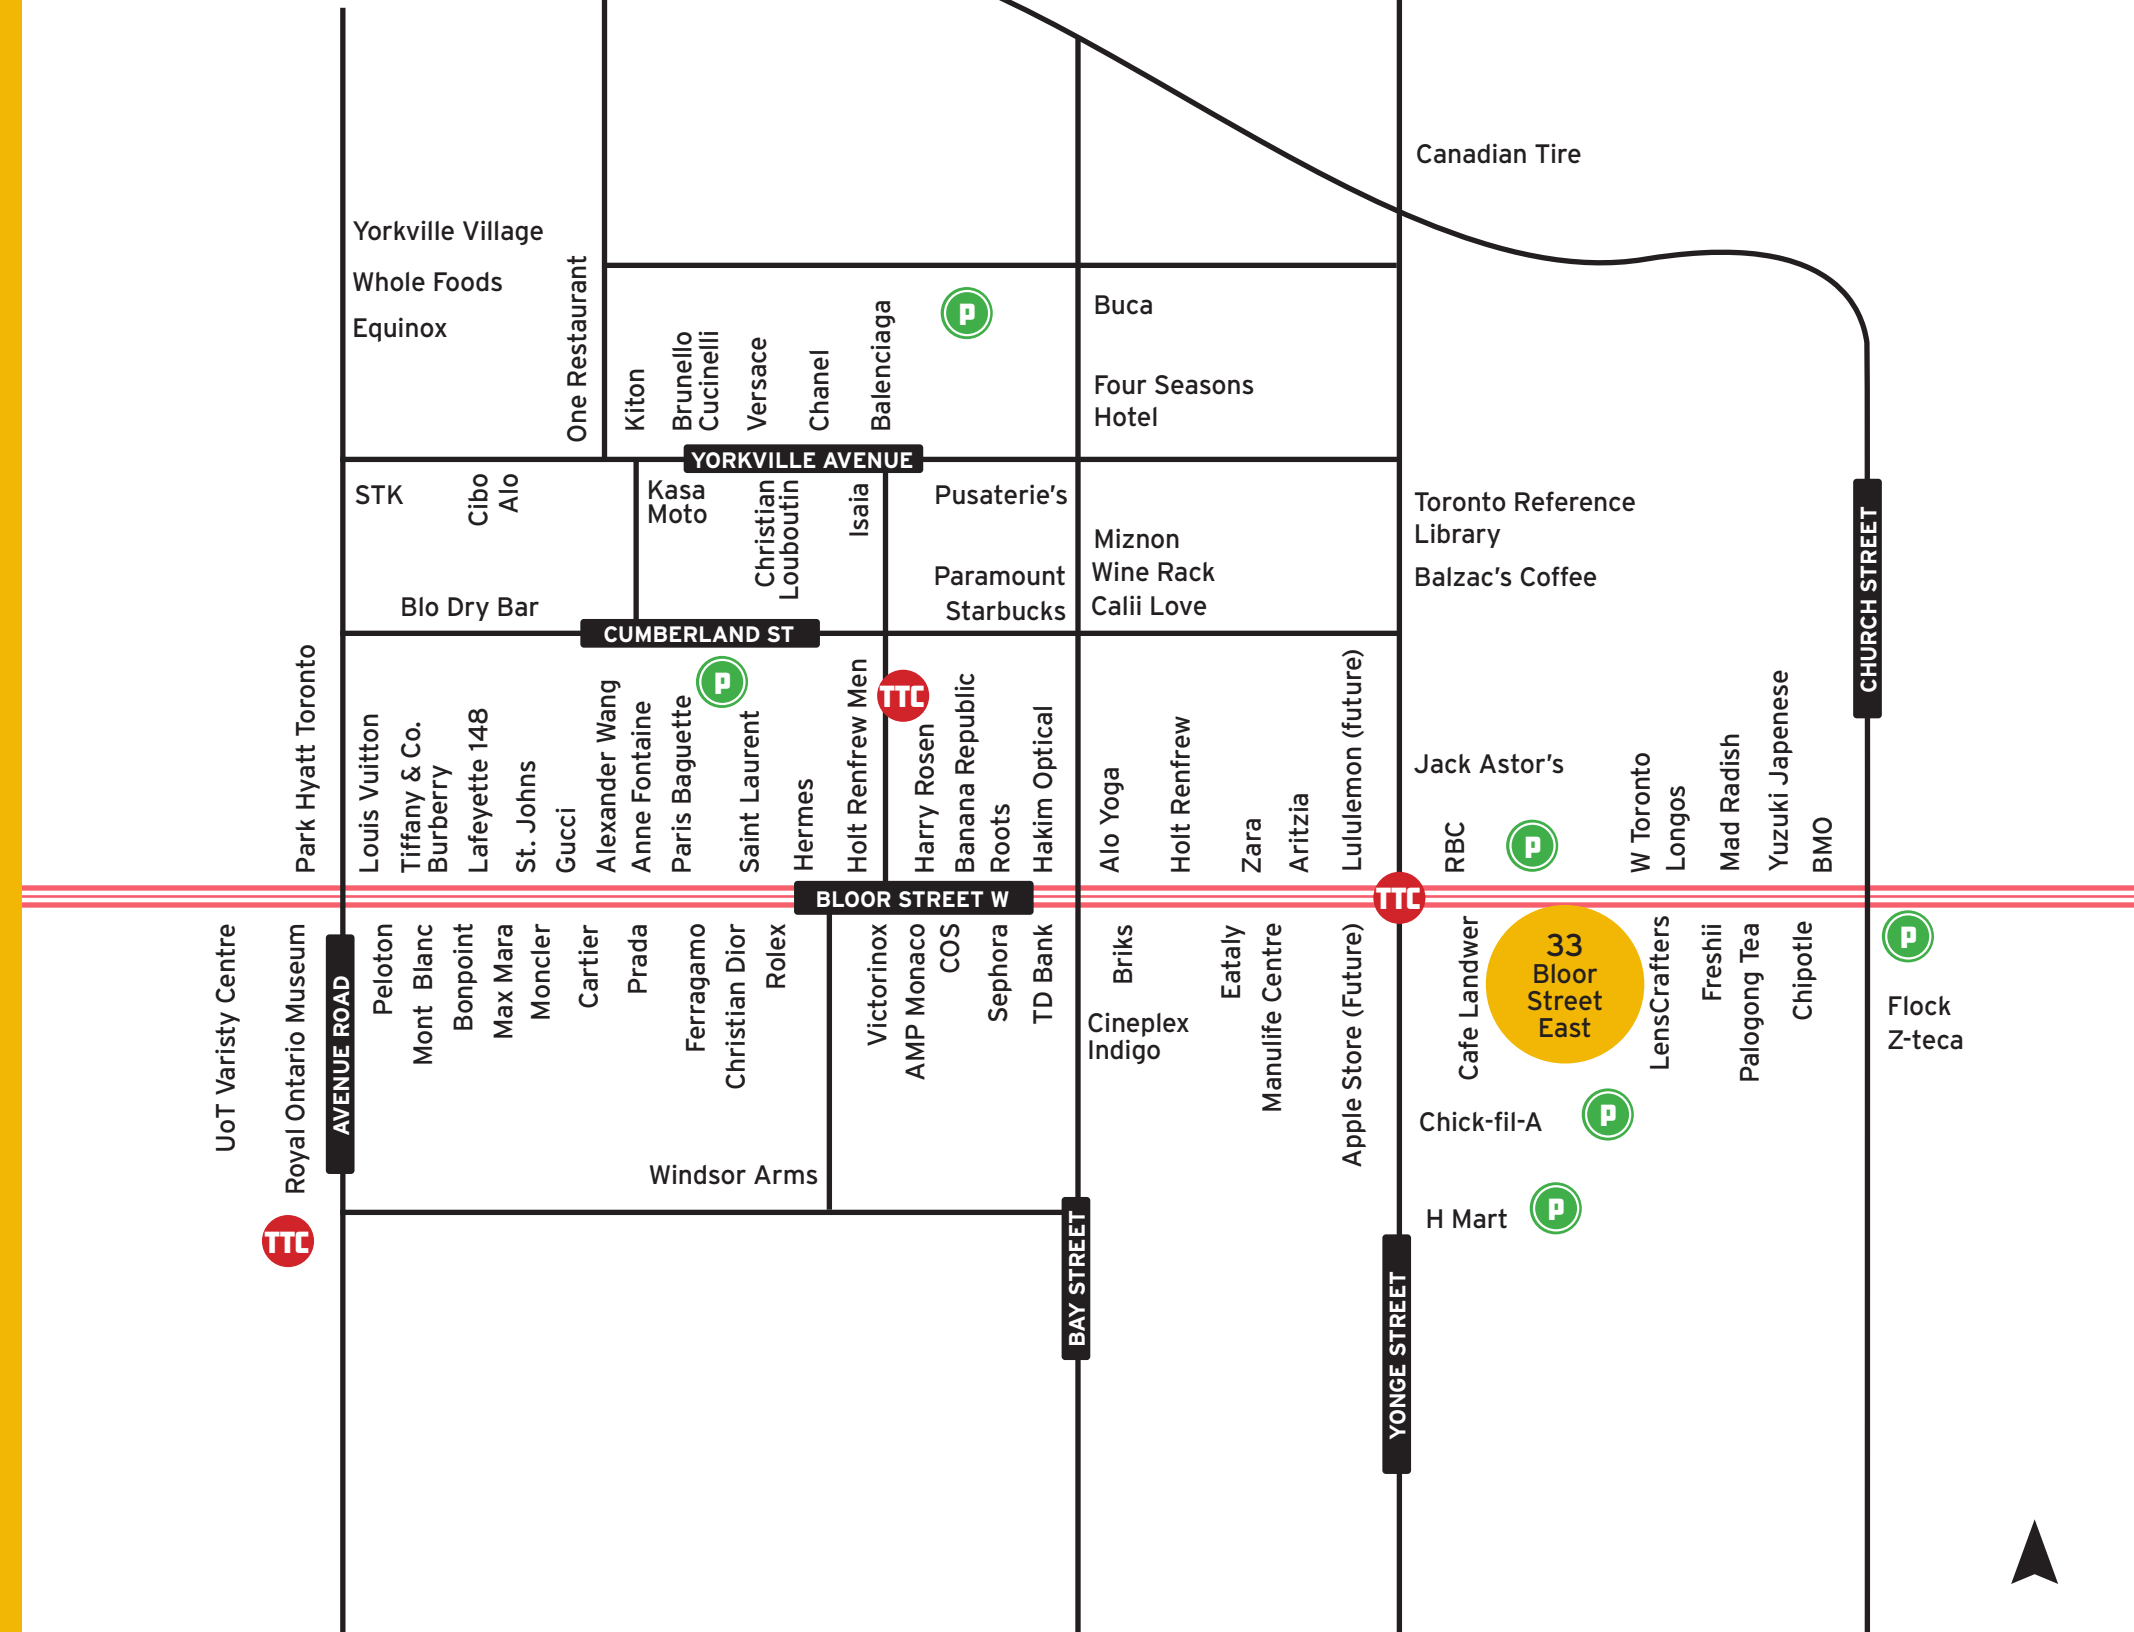 Canadian Tire
Yorkville Village
Whole Foods
Equinox
One Restaurant
Kiton
Brunello
Cucinelli
Versace
Chanel
Balenciaga
P
Buca
Four Seasons
Hotel
YORKVILLE AVENUE
STK
Cibo
Alo
Kasa
Moto
Christian
Louboutin
Isaia
Pusaterie's
Paramount
Starbucks
Miznon
Wine Rack
Calii Love
Toronto Reference
Library
Balzac's Coffee
CHURCH STREET
Blo Dry Bar
CUMBERLAND ST
P
TTC
Park Hyatt Toronto
Louis Vuitton
Tiffany & Co.
Burberry
Lafeyette 148
St. Johns
Gucci
Alexander Wang
Anne Fontaine
Paris Baguette
Saint Laurent
Hermes
Holt Renfrew Men
Harry Rosen
Banana Republic
Roots
Hakim Optical
Alo Yoga
Holt Renfrew
Zara
Aritzia
Lululemon (future)
Jack Astor's
RBC
P
W Toronto
Longos
Mad Radish
Yuzuki Japenese
BMO
BLOOR STREET W
TTC
UoT Varisty Centre
Royal Ontario Museum
AVENUE ROAD
Peloton
Mont Blanc
Bonpoint
Max Mara
Moncler
Cartier
Prada
Ferragamo
Christian Dior
Rolex
Victorinox
AMP Monaco
COS
Sephora
TD Bank
Briks
Cineplex
Indigo
Eataly
Manulife Centre
Apple Store (Future)
Cafe Landwer
33
Bloor
Street
East
LensCrafters
Freshii
Palogong Tea
Chipotle
P
Flock
Z-teca
Chick-fil-A
P
Windsor Arms
H Mart
P
TTC
BAY STREET
YONGE STREET